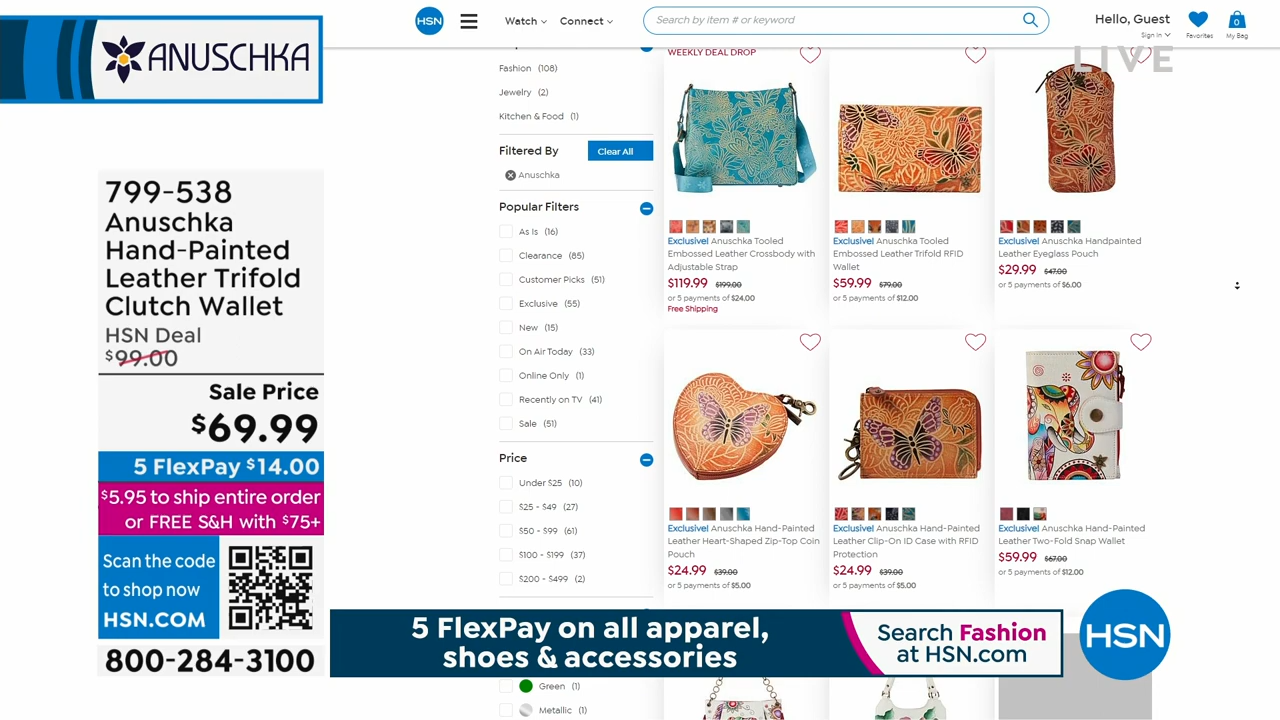 ANUSCHKA
799-538
Anuschka
Hand-Painted
Leather Trifold
Clutch Wallet
HSN Deal
$99.00
Sale Price
$69.99
5 FlexPay $14.00
$5.95 to ship entire order
or FREE S&H with $75+
Scan the code
to shop now
HSN.COM
800-284-3100
HSN
Watch
Connect
Search by item # or keyword
Hello, Guest
Sign in
Favorites
0
My Bag
LIVE
Fashion (108)
Jewelry (2)
Kitchen & Food (1)
Filtered By
Clear All
Anuschka
Popular Filters
As Is (16)
Clearance (85)
Customer Picks (51)
Exclusive (55)
New (15)
On Air Today (33)
Online Only (1)
Recently on TV (41)
Sale (51)
Price
Under $25 (10)
$25 - $49 (27)
$50 - $99 (61)
$100 - $199 (37)
$200 - $499 (2)
Green (1)
Metallic (1)
WEEKLY DEAL DROP
Exclusive! Anuschka Tooled
Embossed Leather Crossbody with
Adjustable Strap
$119.99 $199.00
or 5 payments of $24.00
Free Shipping
Exclusive! Anuschka Tooled
Embossed Leather Trifold RFID
Wallet
$59.99 $79.00
or 5 payments of $12.00
Exclusive! Anuschka Handpainted
Leather Eyeglass Pouch
$29.99 $47.00
or 5 payments of $6.00
Exclusive! Anuschka Hand-Painted
Leather Heart-Shaped Zip-Top Coin
Pouch
$24.99 $39.00
or 5 payments of $5.00
Exclusive! Anuschka Hand-Painted
Leather Clip-On ID Case with RFID
Protection
$24.99 $39.00
or 5 payments of $5.00
Exclusive! Anuschka Hand-Painted
Leather Two-Fold Snap Wallet
$59.99 $67.00
or 5 payments of $12.00
5 FlexPay on all apparel,
shoes & accessories
Search Fashion
at HSN.com
HSN